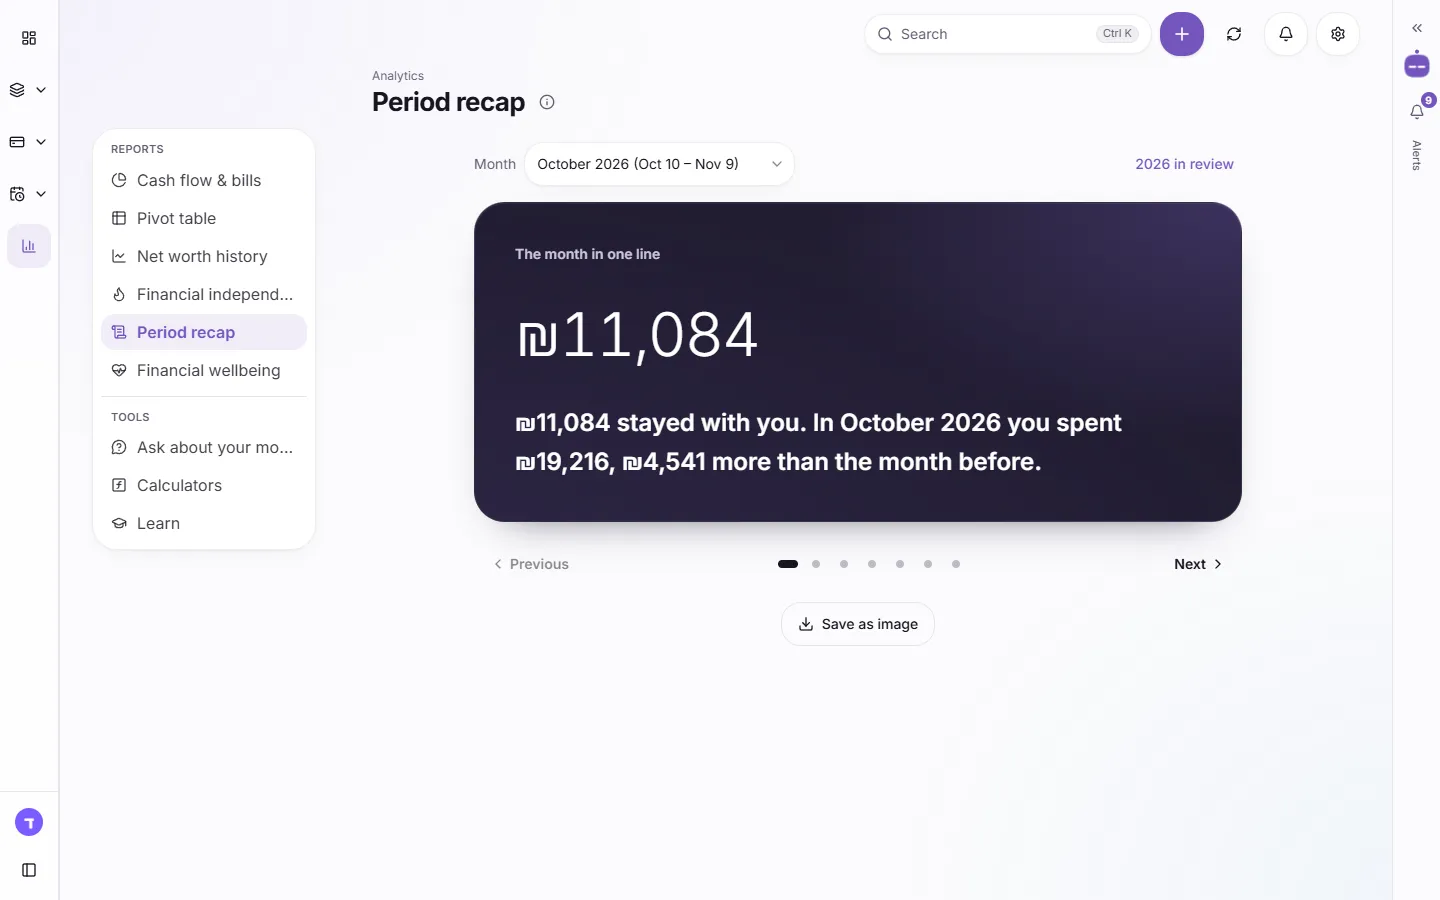 Search
Ctrl K
Analytics
Period recap
REPORTS
Cash flow & bills
Pivot table
Net worth history
Financial independ...
Period recap
Financial wellbeing
TOOLS
Ask about your mo...
Calculators
Learn
Month
October 2026 (Oct 10 – Nov 9)
2026 in review
The month in one line
₪11,084
₪11,084 stayed with you. In October 2026 you spent
₪19,216, ₪4,541 more than the month before.
Previous
Next
Save as image
9
Alerts